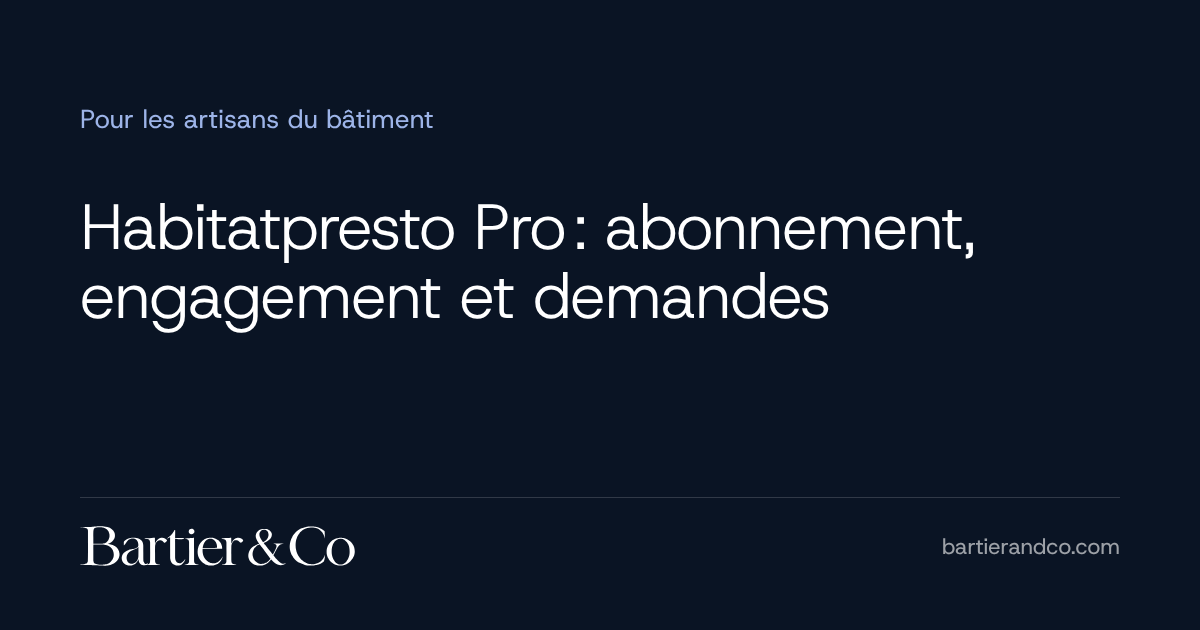 Pour les artisans du bâtiment
Habitatpresto Pro : abonnement,
engagement et demandes
Bartier & Co
bartierandco.com